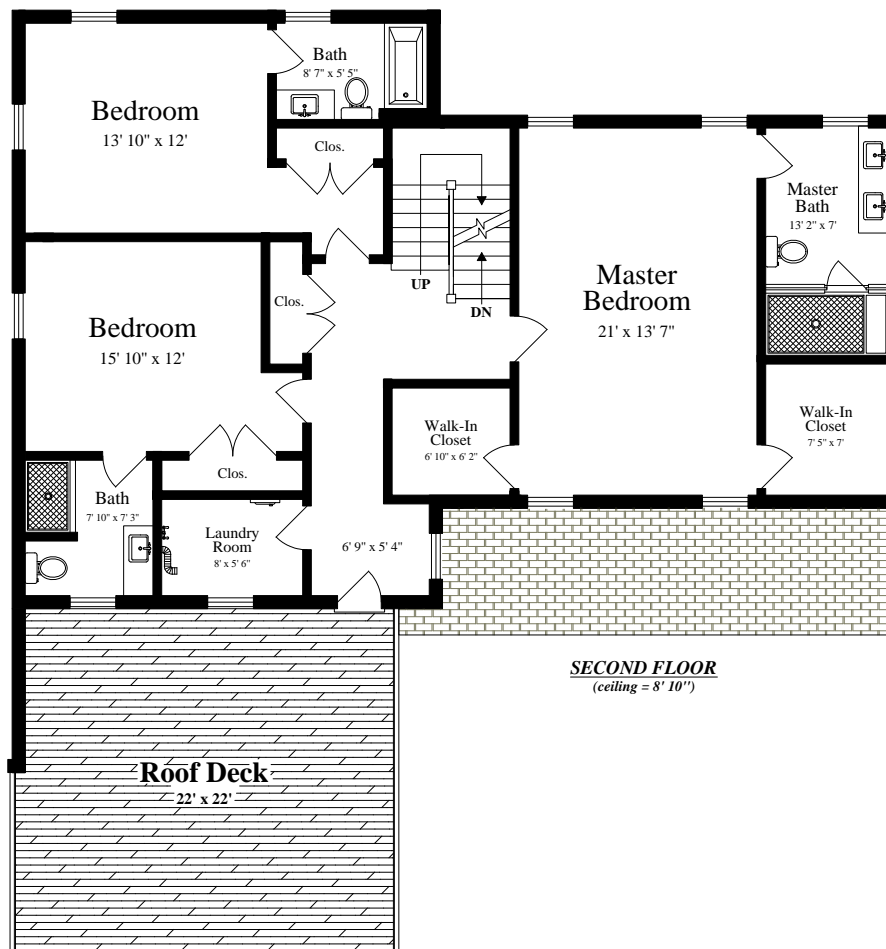 Bath
8' 7" x 5' 5"
Bedroom
13' 10" x 12'
Clos.
Master
Bath
13' 2" x 7'
UP
DN
Clos.
Master
Bedroom
21' x 13' 7"
Bedroom
15' 10" x 12'
Walk-In
Closet
6' 10" x 6' 2"
Walk-In
Closet
7' 5" x 7'
Clos.
Bath
7' 10" x 7' 3"
Laundry
Room
8' x 5' 6"
6' 9" x 5' 4"
SECOND FLOOR
(ceiling = 8' 10")
Roof Deck
22' x 22'